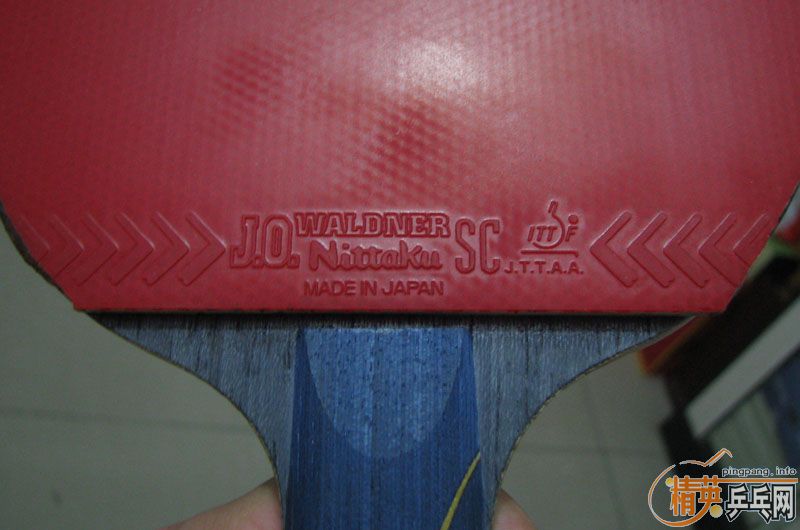 J.O. WALDNER Nittaku SC ITTF
J.T.T.A.A.
MADE IN JAPAN
pingpang.info
精英乒乓网